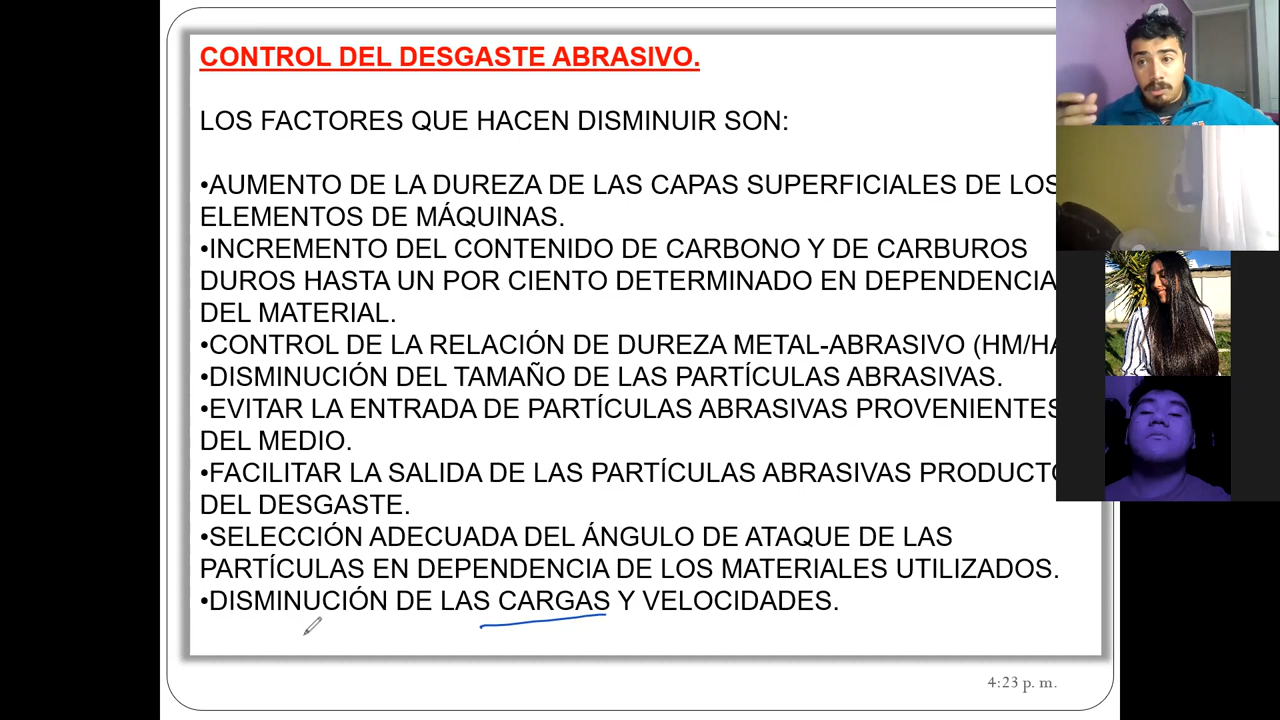 CONTROL DEL DESGASTE ABRASIVO.
LOS FACTORES QUE HACEN DISMINUIR SON:
•AUMENTO DE LA DUREZA DE LAS CAPAS SUPERFICIALES DE LOS
ELEMENTOS DE MÁQUINAS.
•INCREMENTO DEL CONTENIDO DE CARBONO Y DE CARBUROS
DUROS HASTA UN POR CIENTO DETERMINADO EN DEPENDENCIA
DEL MATERIAL.
•CONTROL DE LA RELACIÓN DE DUREZA METAL-ABRASIVO (HM/HA
•DISMINUCIÓN DEL TAMAÑO DE LAS PARTÍCULAS ABRASIVAS.
•EVITAR LA ENTRADA DE PARTÍCULAS ABRASIVAS PROVENIENTES
DEL MEDIO.
•FACILITAR LA SALIDA DE LAS PARTÍCULAS ABRASIVAS PRODUCTO
DEL DESGASTE.
•SELECCIÓN ADECUADA DEL ÁNGULO DE ATAQUE DE LAS
PARTÍCULAS EN DEPENDENCIA DE LOS MATERIALES UTILIZADOS.
•DISMINUCIÓN DE LAS CARGAS Y VELOCIDADES.
4:23 p. m.